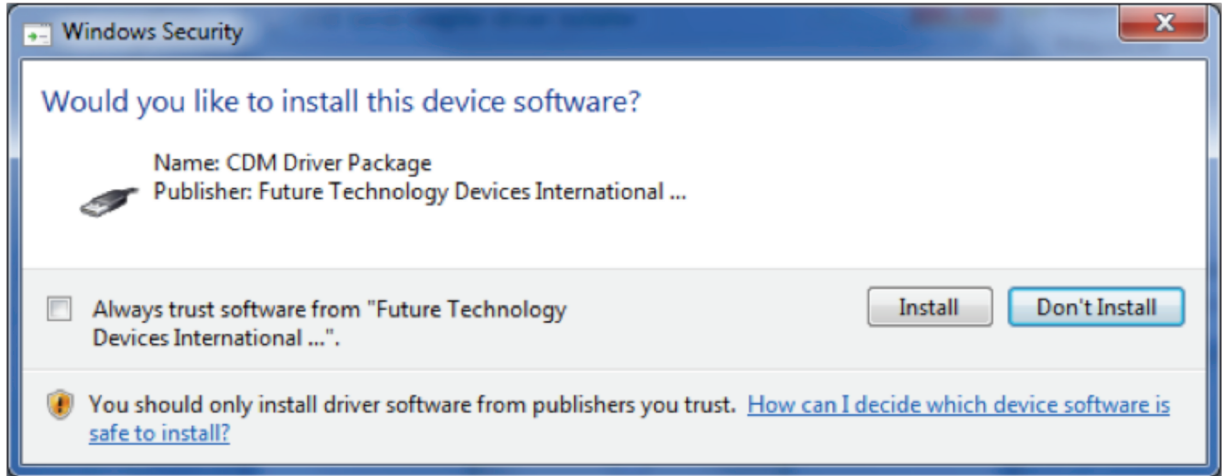 Windows Security
Would you like to install this device software?
Name: CDM Driver Package
Publisher: Future Technology Devices International ...
Always trust software from "Future Technology
Devices International ...".
Install
Don't Install
You should only install driver software from publishers you trust. How can I decide which device software is
safe to install?